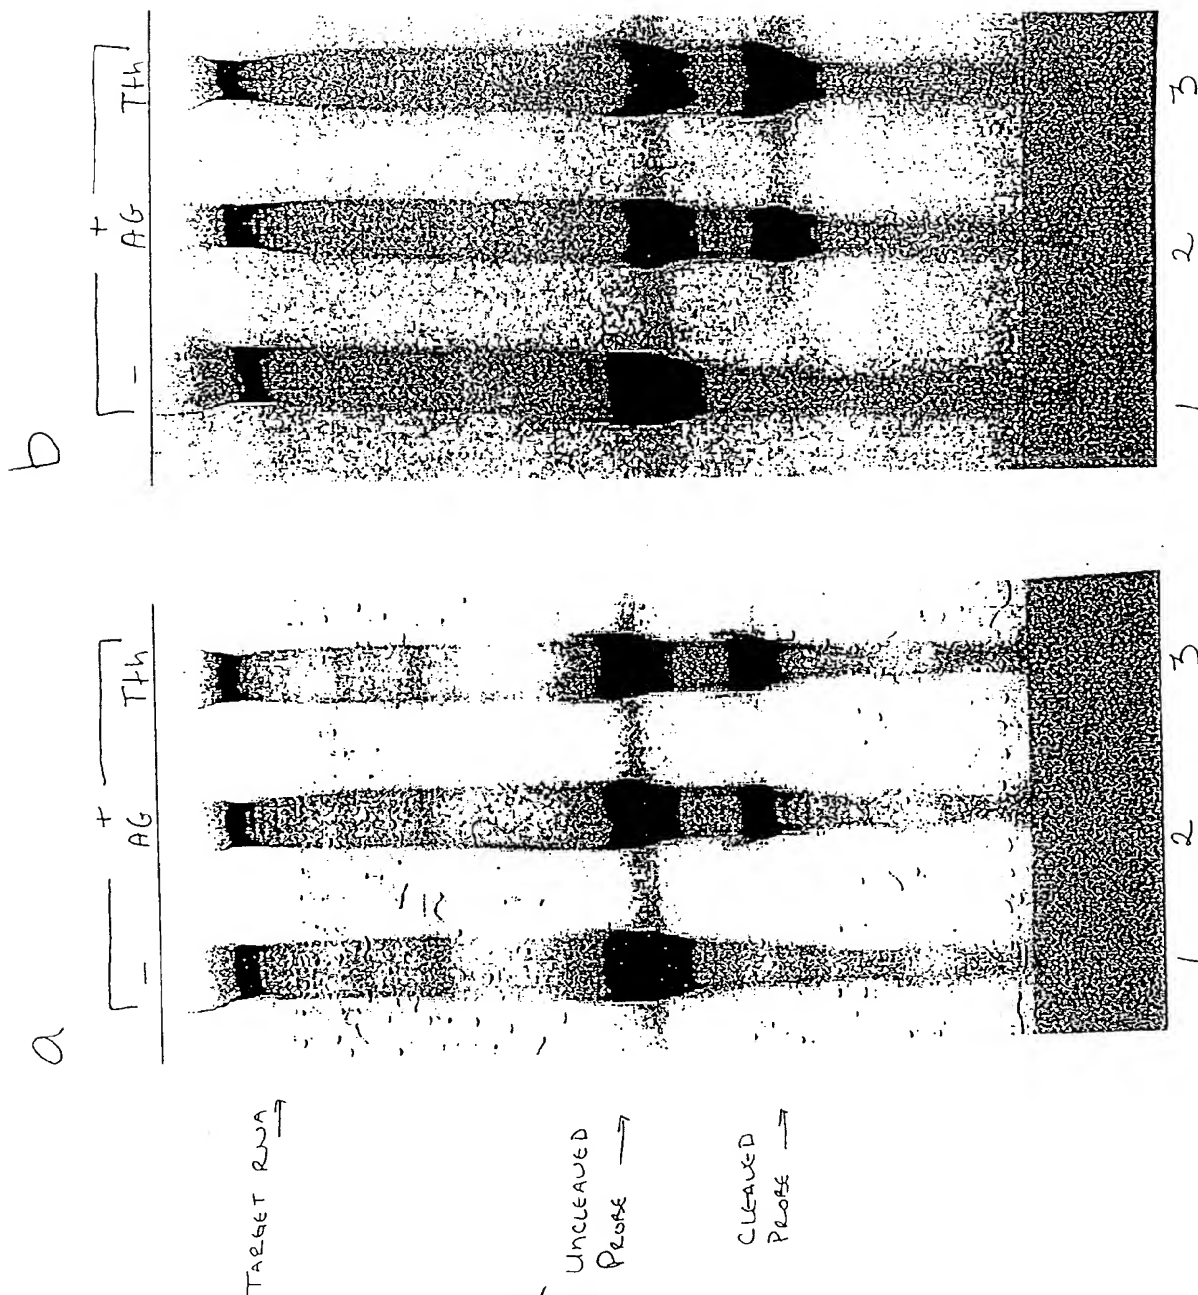 a
b
- + AG Th
- + AG Th
TARGET RNA →
UNCLEAVED
PROBE →
CLEAVED
PROBE →
1 2 3
1 2 3